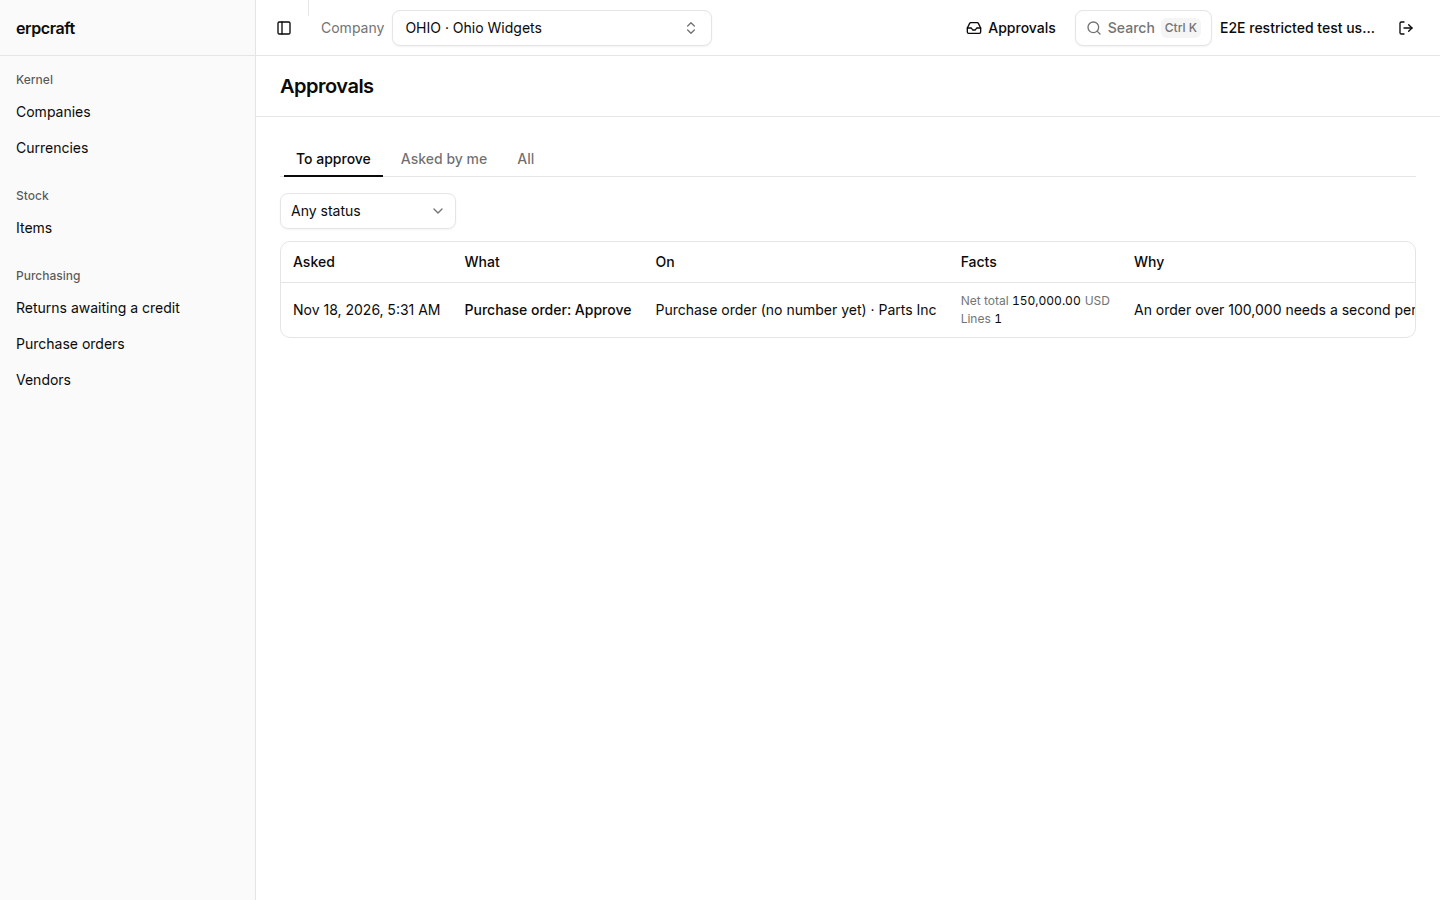 erpcraft
Company
OHIO · Ohio Widgets
Approvals
Search Ctrl K
E2E restricted test us...
Kernel
Companies
Currencies
Stock
Items
Purchasing
Returns awaiting a credit
Purchase orders
Vendors
Approvals
To approve
Asked by me
All
Any status
Asked What On Facts Why
Nov 18, 2026, 5:31 AM Purchase order: Approve Purchase order (no number yet) · Parts Inc Net total 150,000.00 USD An order over 100,000 needs a second per
Lines 1